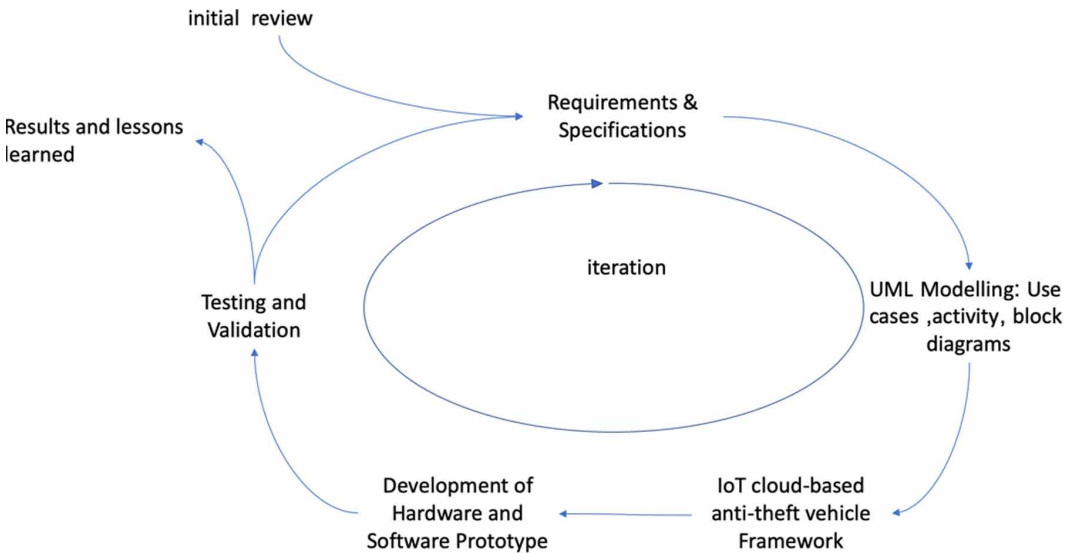 initial review
Requirements &
Specifications
Results and lessons
learned
iteration
UML Modelling: Use
cases ,activity, block
diagrams
Testing and
Validation
Development of
Hardware and
Software Prototype
IoT cloud-based
anti-theft vehicle
Framework